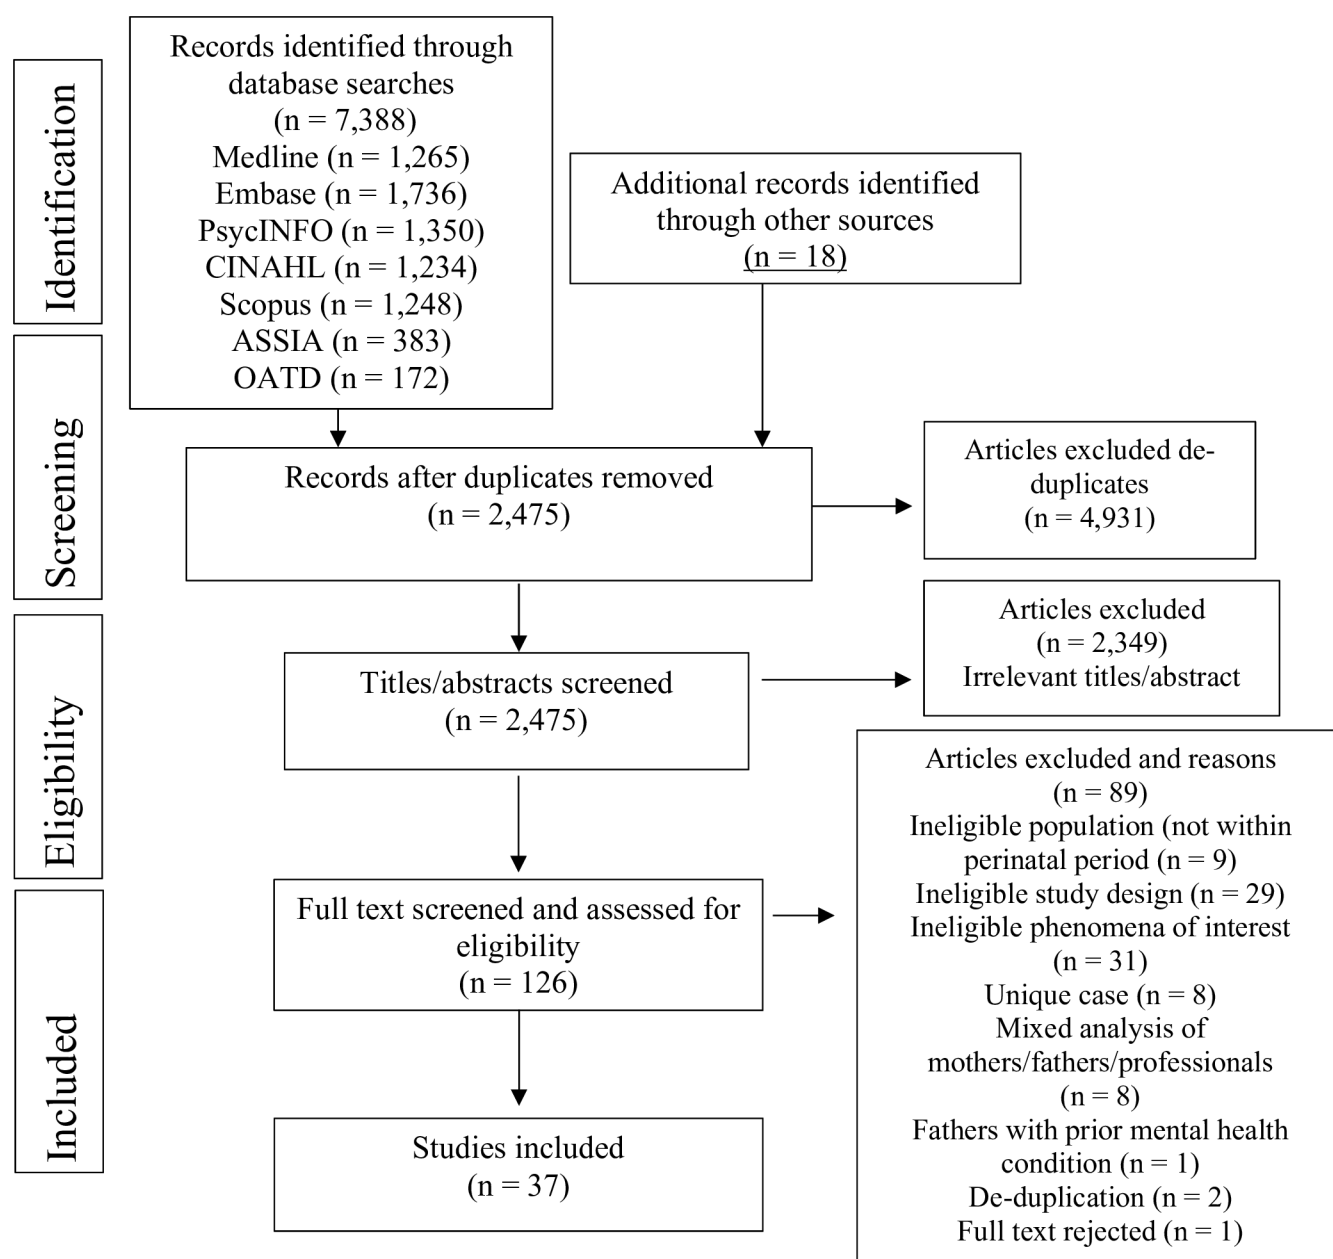 Identification
Records identified through
database searches
(n = 7,388)
Medline (n = 1,265)
Embase (n = 1,736)
PsycINFO (n = 1,350)
CINAHL (n = 1,234)
Scopus (n = 1,248)
ASSIA (n = 383)
OATD (n = 172)
Additional records identified
through other sources
(n = 18)
Screening
Records after duplicates removed
(n = 2,475)
Articles excluded de-
duplicates
(n = 4,931)
Eligibility
Titles/abstracts screened
(n = 2,475)
Articles excluded
(n = 2,349)
Irrelevant titles/abstract
Full text screened and assessed for
eligibility
(n = 126)
Articles excluded and reasons
(n = 89)
Ineligible population (not within
perinatal period (n = 9)
Ineligible study design (n = 29)
Ineligible phenomena of interest
(n = 31)
Unique case (n = 8)
Mixed analysis of
mothers/fathers/professionals
(n = 8)
Fathers with prior mental health
condition (n = 1)
De-duplication (n = 2)
Full text rejected (n = 1)
Included
Studies included
(n = 37)